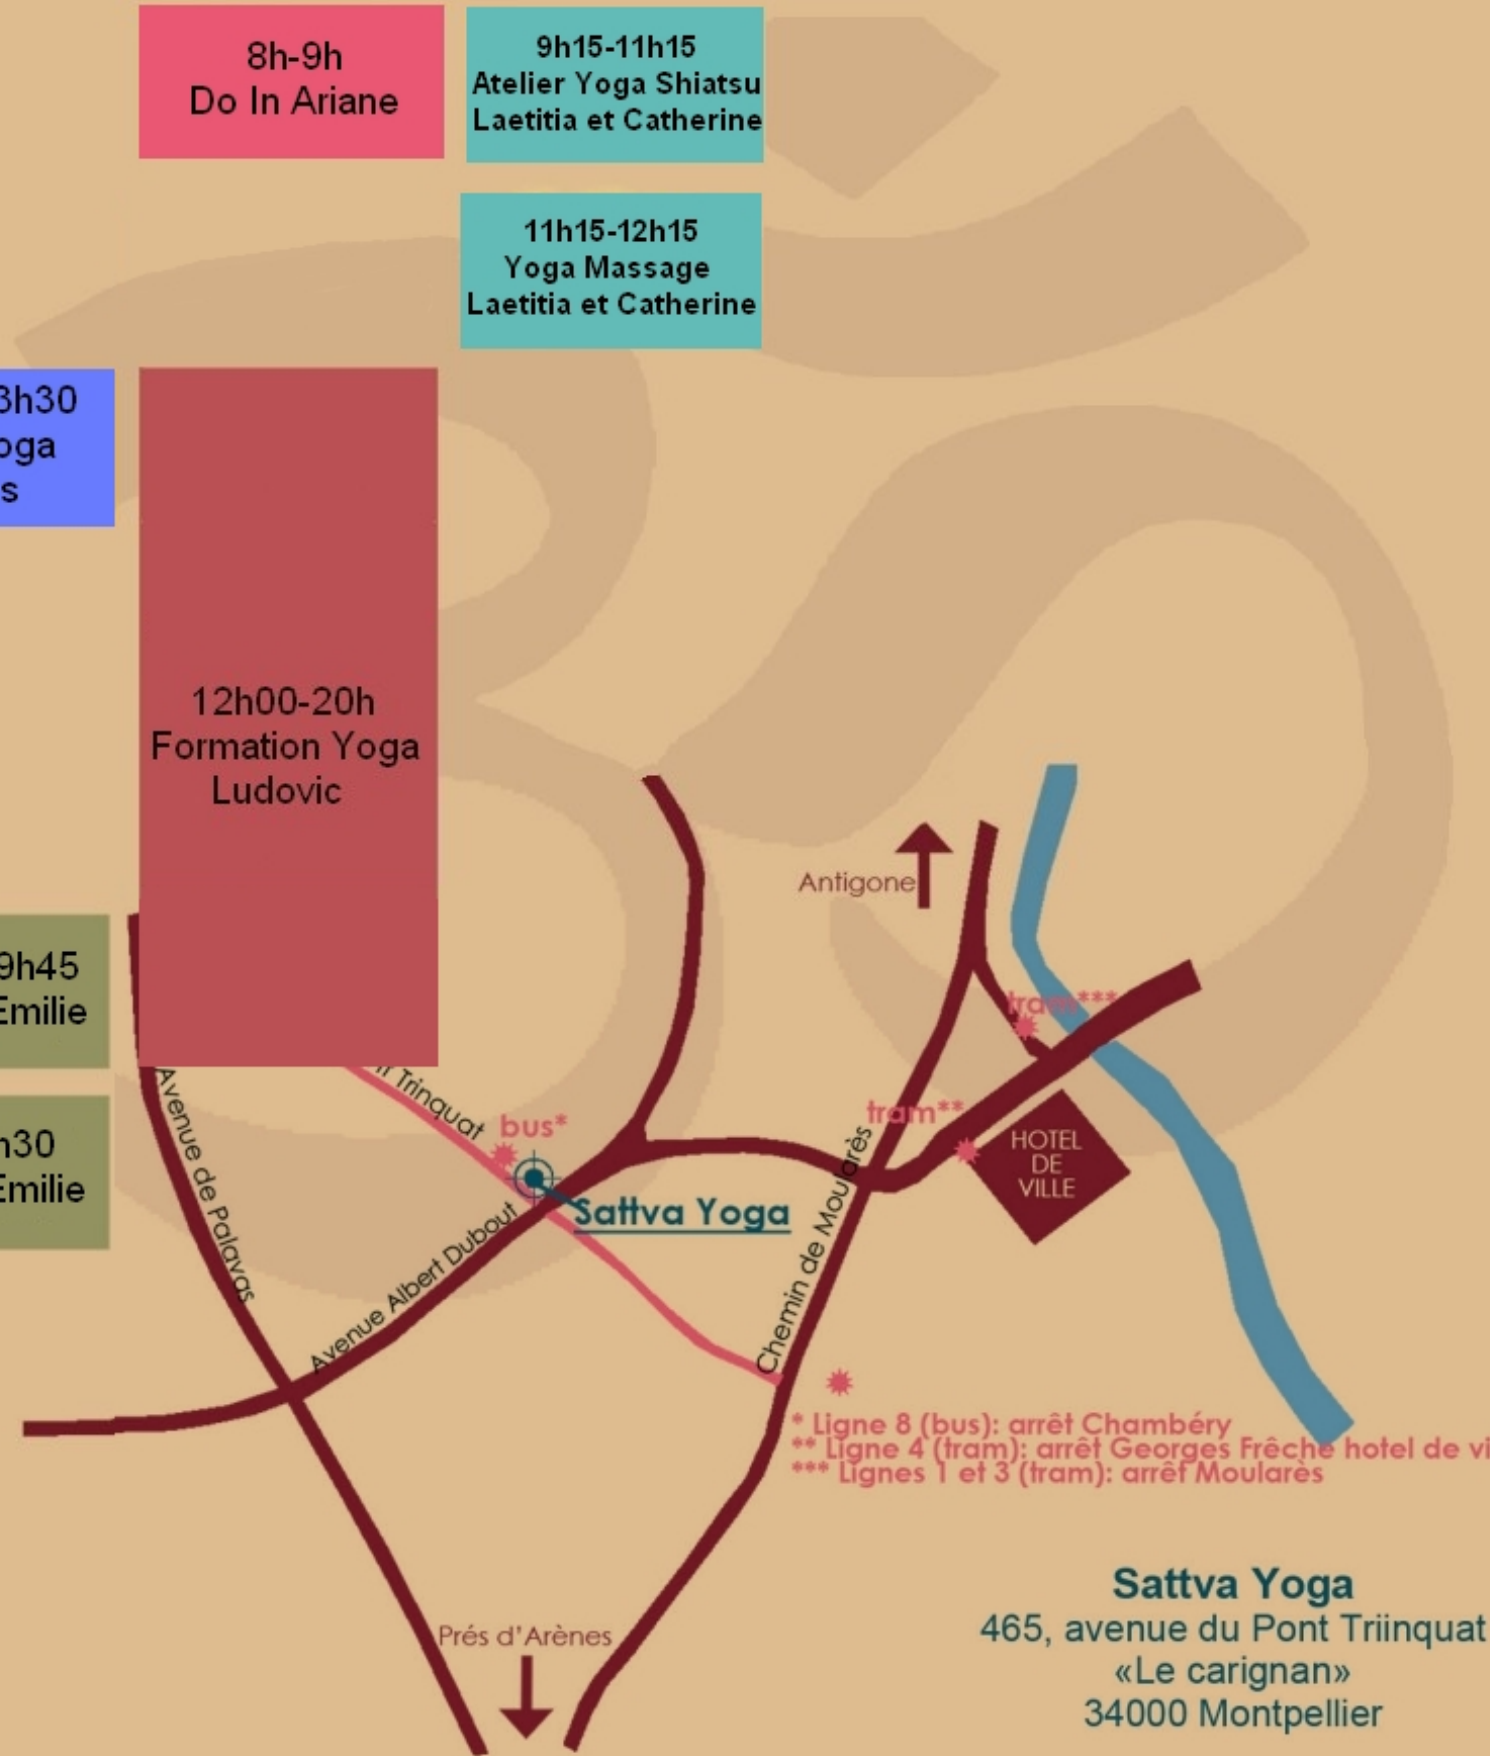 8h-9h
Do In Ariane
9h15-11h15
Atelier Yoga Shiatsu
Laetitia et Catherine
11h15-12h15
Yoga Massage
Laetitia et Catherine
3h30
oga
s
12h00-20h
Formation Yoga
Ludovic
9h45
Emilie
h30
Emilie
Antigone
tram***
tram**
HOTEL
DE
VILLE
Trinquat
bus*
Sattva Yoga
Avenue de Palavas
Avenue Albert Dubout
Chemin de Moularès
* Ligne 8 (bus): arrêt Chambéry
** Ligne 4 (tram): arrêt Georges Frêche hotel de vi
*** Lignes 1 et 3 (tram): arrêt Moularès
Prés d'Arènes
Sattva Yoga
465, avenue du Pont Triinquat
«Le carignan»
34000 Montpellier